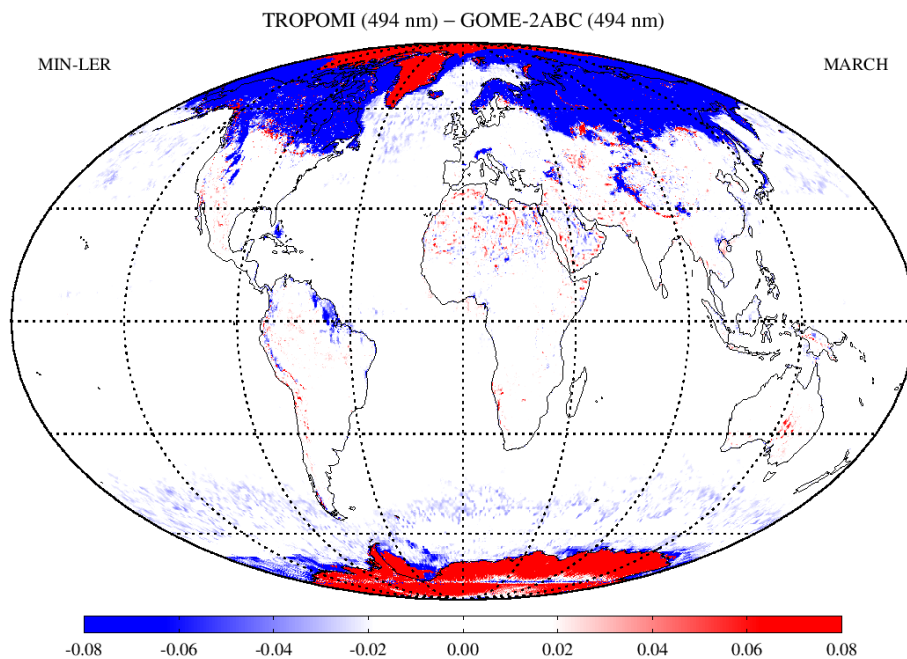 TROPOMI (494 nm) – GOME-2ABC (494 nm)
MIN-LER
MARCH
-0.08 -0.06 -0.04 -0.02 0.00 0.02 0.04 0.06 0.08